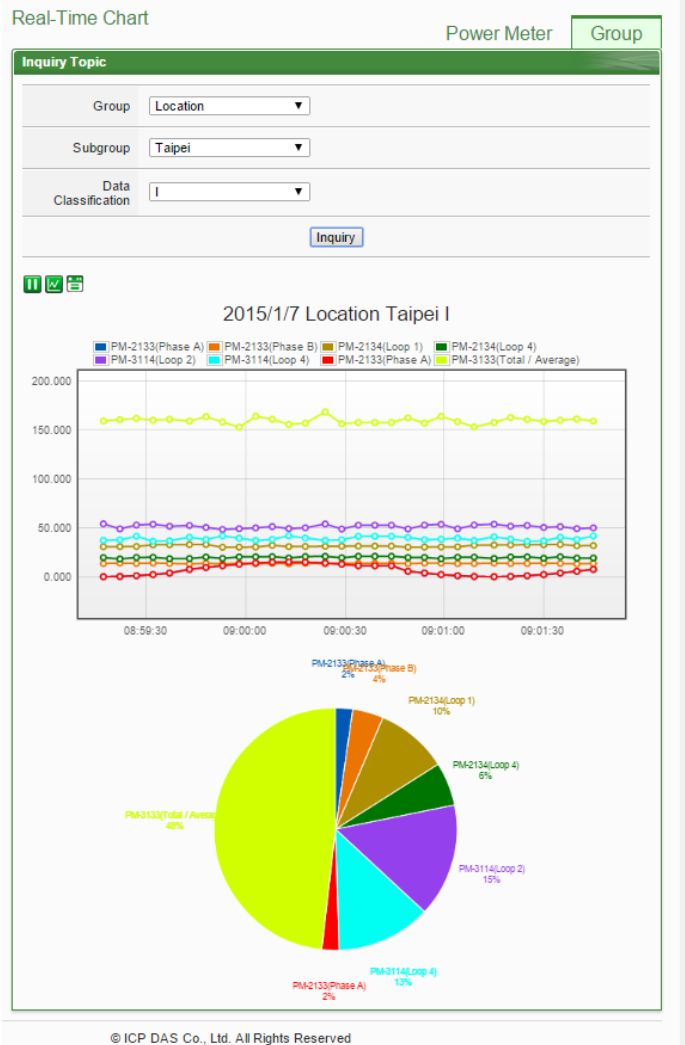 Real-Time Chart
Power Meter
Group
Inquiry Topic
Group
Location
Subgroup
Taipei
Data
Classification
I
Inquiry
2015/1/7 Location Taipei I
PM-2133(Phase A) PM-2133(Phase B) PM-2134(Loop 1) PM-2134(Loop 4)
PM-3114(Loop 2) PM-3114(Loop 4) PM-2133(Phase A) PM-3133(Total / Average)
200.000
150.000
100.000
50.000
0.000
08:59:30 09:00:00 09:00:30 09:01:00 09:01:30
PM-2133(Phase A)
2%
PM-2133(Phase B)
4%
PM-2134(Loop 1)
10%
PM-2134(Loop 4)
6%
PM-3133(Total / Averag
48%
PM-3114(Loop 2)
15%
PM-3114(Loop 4)
13%
PM-2133(Phase A)
2%
© ICP DAS Co., Ltd. All Rights Reserved